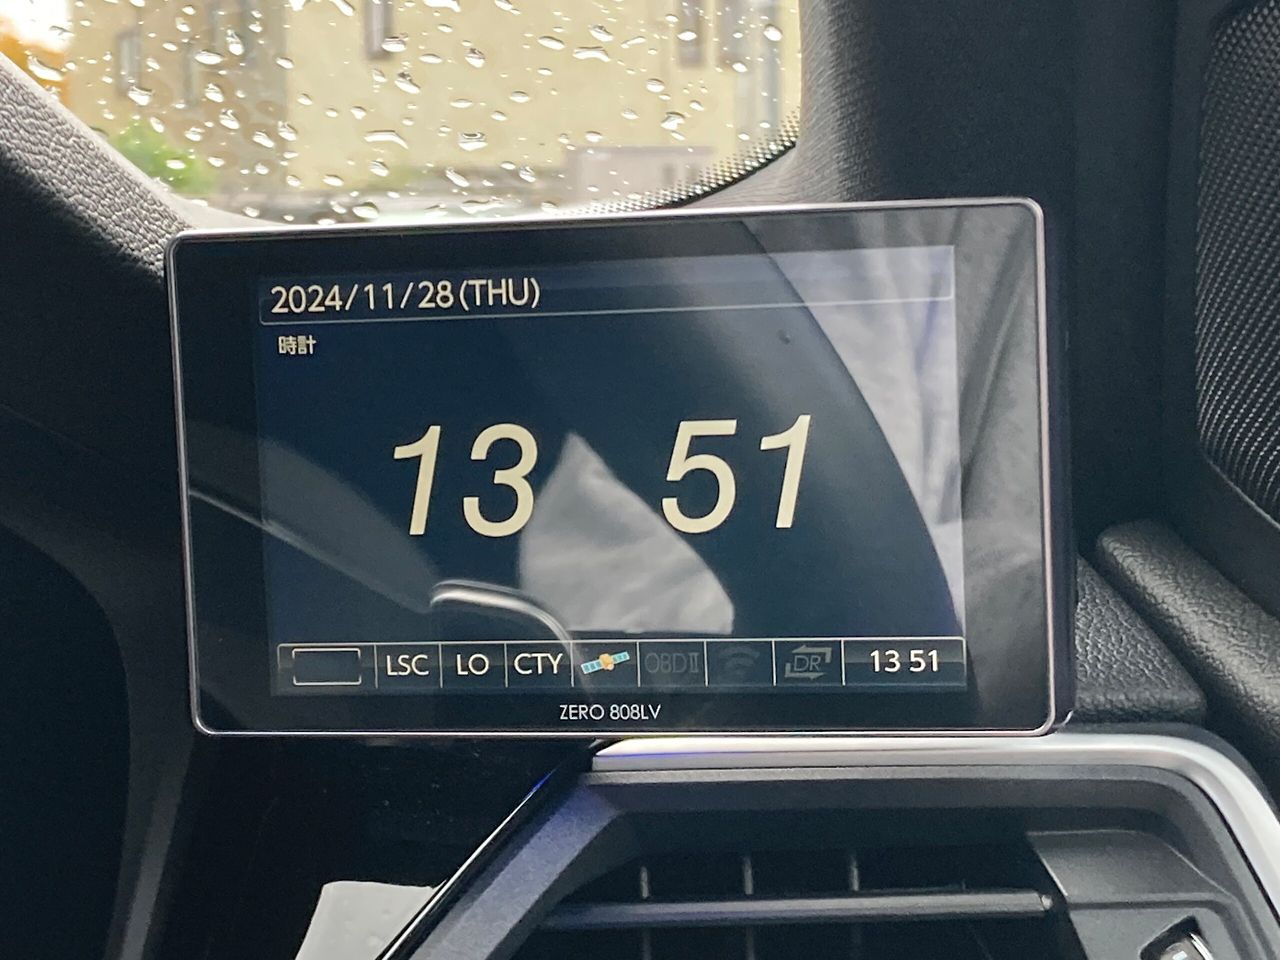 2024/11/28(THU)
時計
13 51
LSC LO CTY OBDⅡ DR 13 51
ZERO 808LV